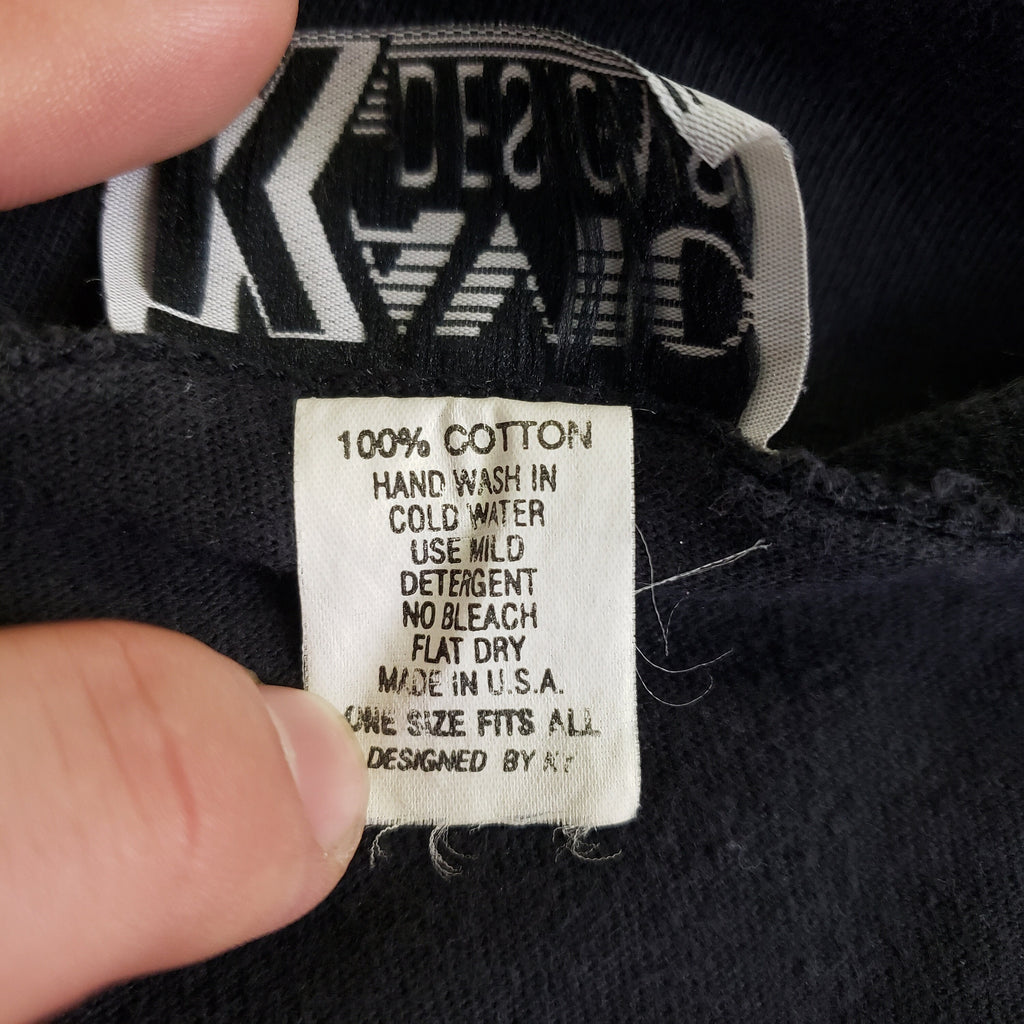 K
100% COTTON
HAND WASH IN
COLD WATER
USE MILD
DETERGENT
NO BLEACH
FLAT DRY
MADE IN U.S.A.
ONE SIZE FITS ALL
DESIGNED BY KY